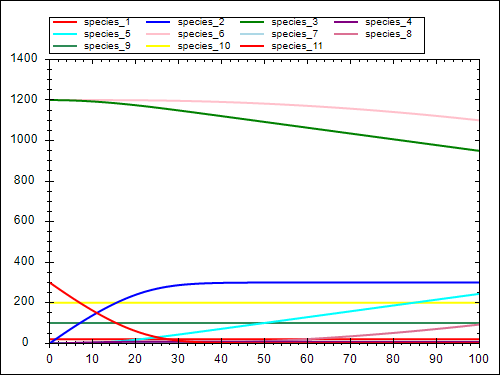 species_1 species_2 species_3 species_4
species_5 species_6 species_7 species_8
species_9 species_10 species_11
1400
1200
1000
800
600
400
200
0
0 10 20 30 40 50 60 70 80 90 100